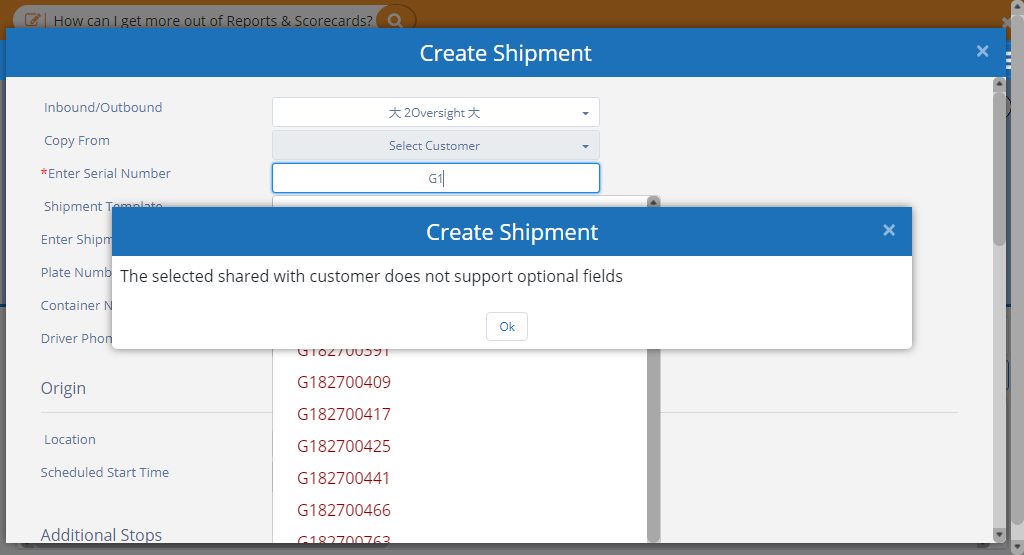 How can I get more out of Reports & Scorecards?
Create Shipment
×
Inbound/Outbound
大 2Oversight 大
Copy From
Select Customer
*Enter Serial Number
G1
Shipment Template
Enter Shipm
Create Shipment
×
Plate Numb
The selected shared with customer does not support optional fields
Container N
Ok
Driver Phon
G182700391
G182700409
Origin
G182700417
Location
G182700425
Scheduled Start Time
G182700441
G182700466
Additional Stops
G182700763